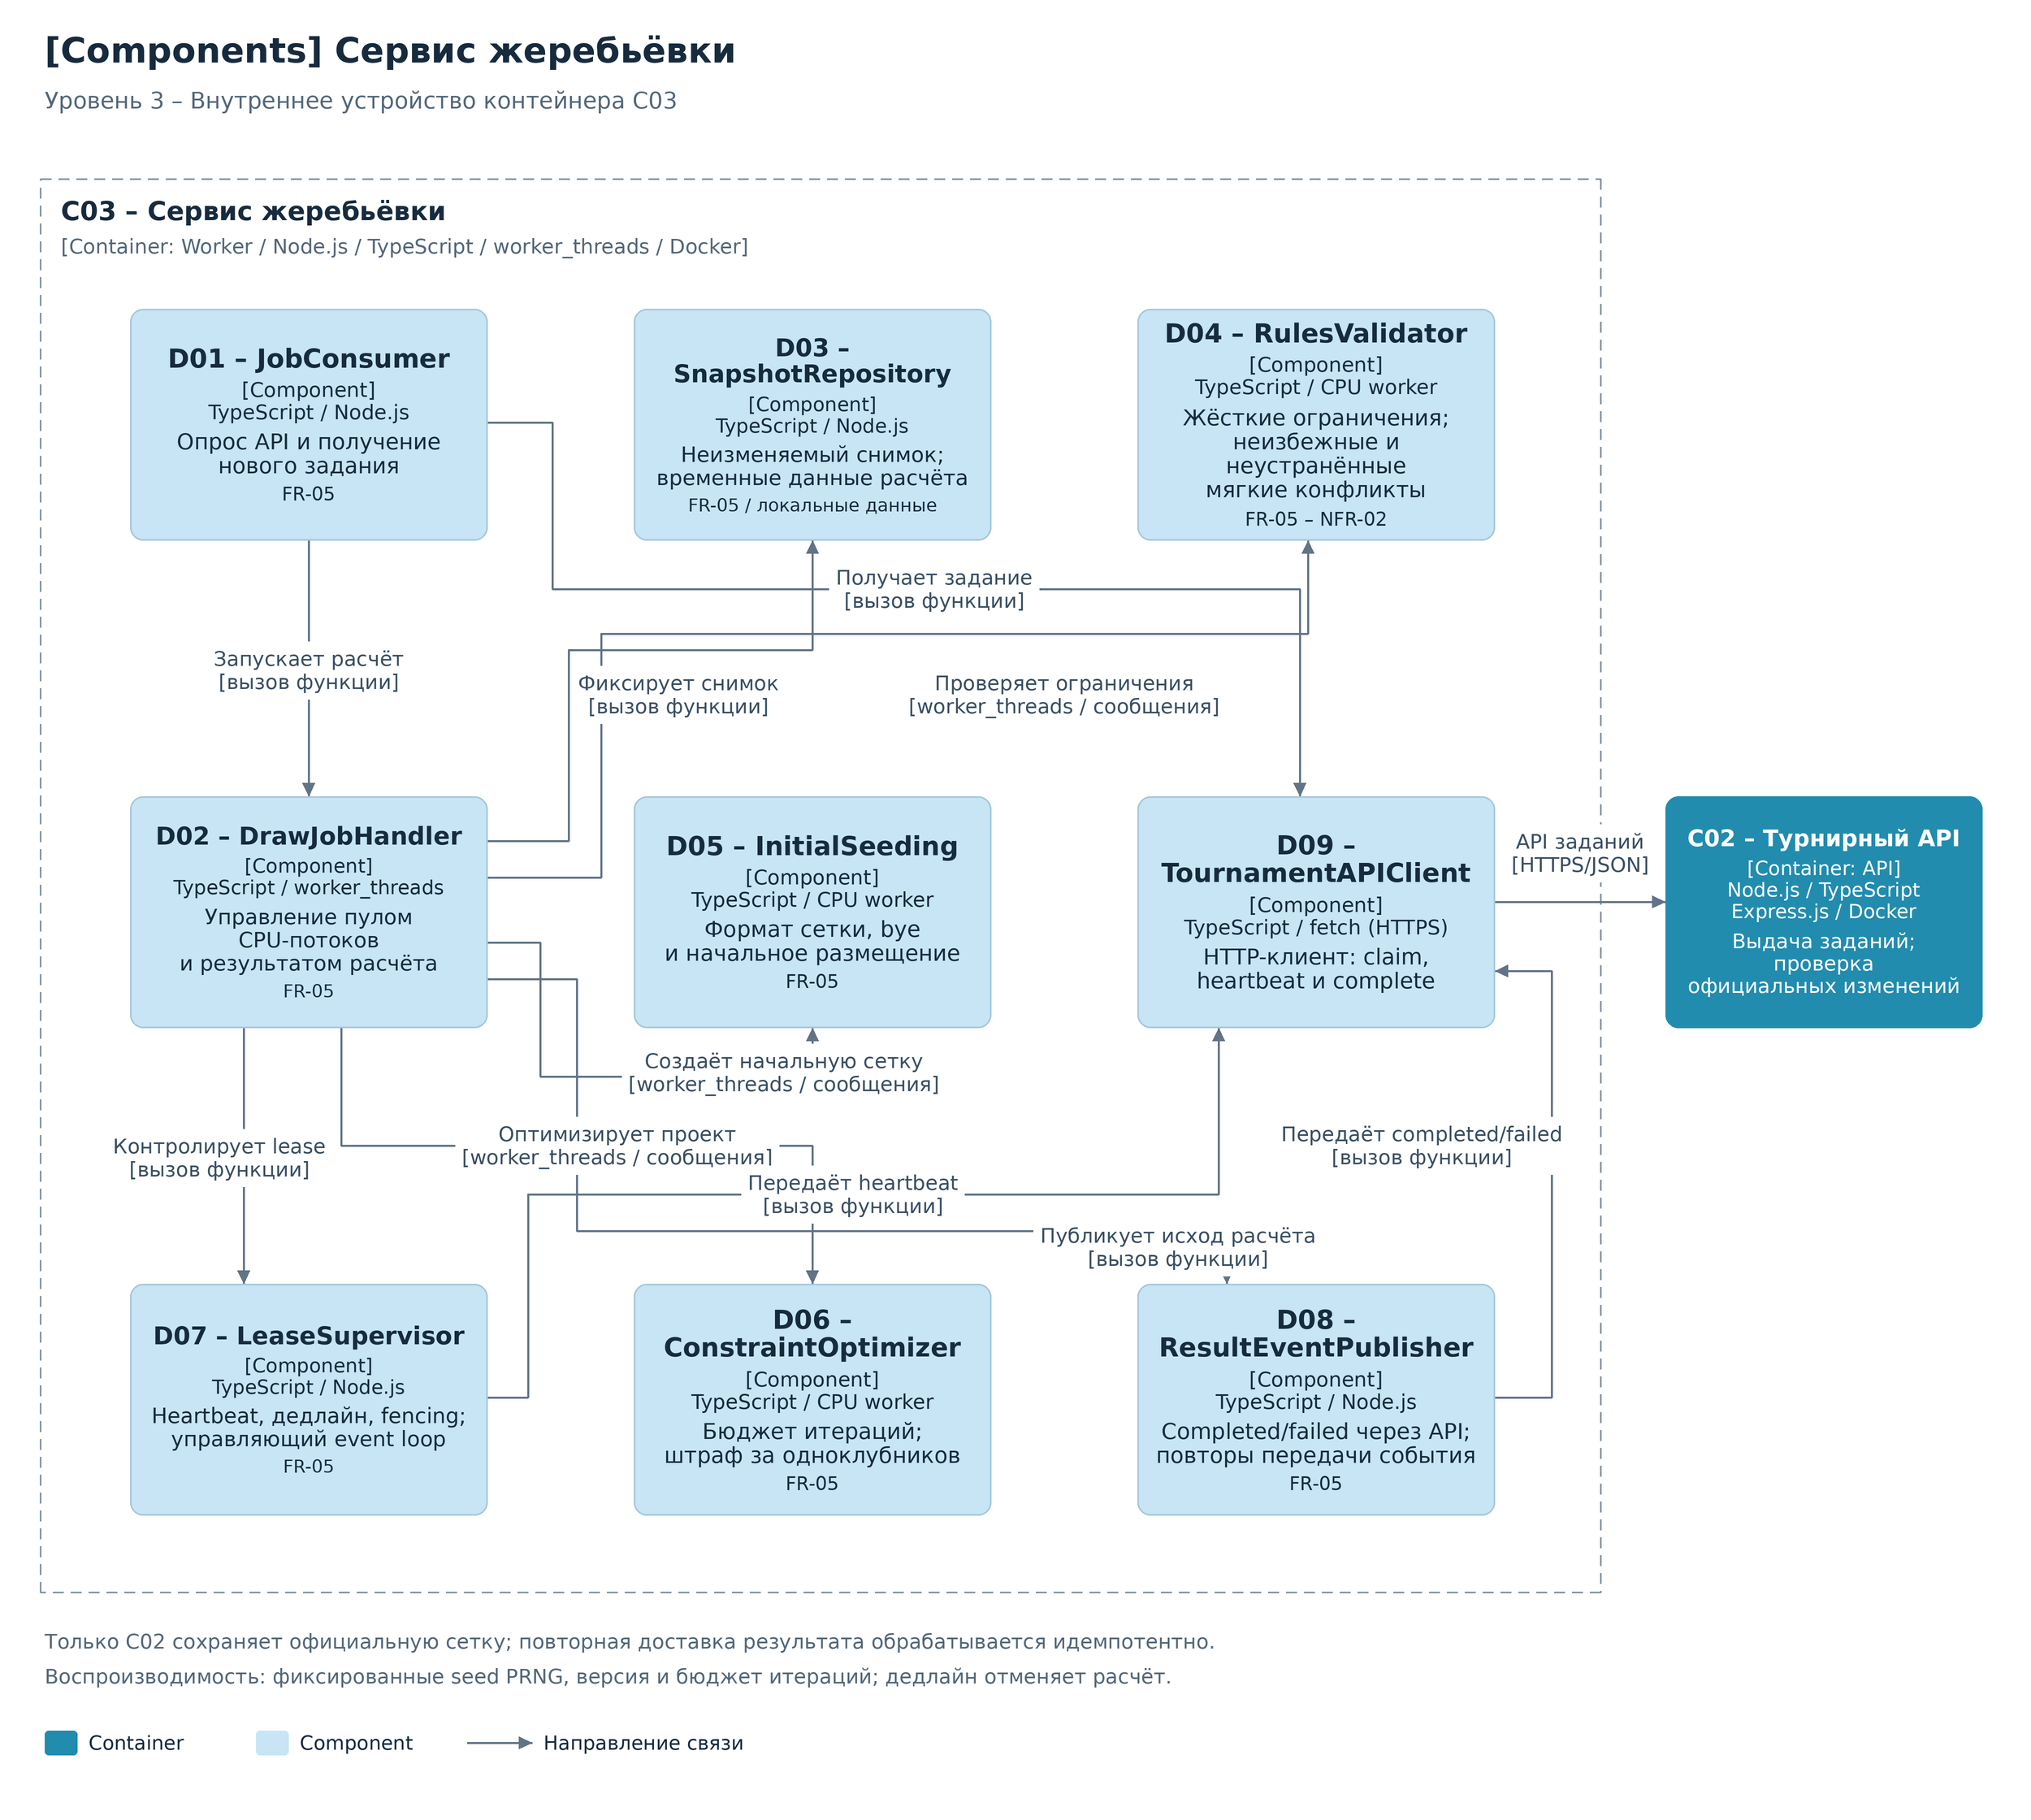 [Components] Сервис жеребьёвки
Уровень 3 – Внутреннее устройство контейнера C03
C03 – Сервис жеребьёвки
[Container: Worker / Node.js / TypeScript / worker_threads / Docker]
D01 – JobConsumer
[Component]
TypeScript / Node.js
Опрос API и получение
нового задания
FR-05
D03 –
SnapshotRepository
[Component]
TypeScript / Node.js
Неизменяемый снимок;
временные данные расчёта
FR-05 / локальные данные
D04 – RulesValidator
[Component]
TypeScript / CPU worker
Жёсткие ограничения;
неизбежные и
неустранённые
мягкие конфликты
FR-05 – NFR-02
Получает задание
[вызов функции]
Запускает расчёт
[вызов функции]
Фиксирует снимок
[вызов функции]
Проверяет ограничения
[worker_threads / сообщения]
D02 – DrawJobHandler
[Component]
TypeScript / worker_threads
Управление пулом
CPU-потоков
и результатом расчёта
FR-05
D05 – InitialSeeding
[Component]
TypeScript / CPU worker
Формат сетки, bye
и начальное размещение
FR-05
D09 –
TournamentAPIClient
[Component]
TypeScript / fetch (HTTPS)
HTTP-клиент: claim,
heartbeat и complete
API заданий
[HTTPS/JSON]
C02 – Турнирный API
[Container: API]
Node.js / TypeScript
Express.js / Docker
Выдача заданий;
проверка
официальных изменений
Создаёт начальную сетку
[worker_threads / сообщения]
Контролирует lease
[вызов функции]
Оптимизирует проект
[worker_threads / сообщения]
Передаёт completed/failed
[вызов функции]
Передаёт heartbeat
[вызов функции]
Публикует исход расчёта
[вызов функции]
D07 – LeaseSupervisor
[Component]
TypeScript / Node.js
Heartbeat, дедлайн, fencing;
управляющий event loop
FR-05
D06 –
ConstraintOptimizer
[Component]
TypeScript / CPU worker
Бюджет итераций;
штраф за одноклубников
FR-05
D08 –
ResultEventPublisher
[Component]
TypeScript / Node.js
Completed/failed через API;
повторы передачи события
FR-05
Только C02 сохраняет официальную сетку; повторная доставка результата обрабатывается идемпотентно.
Воспроизводимость: фиксированные seed PRNG, версия и бюджет итераций; дедлайн отменяет расчёт.
Container
Component
Направление связи